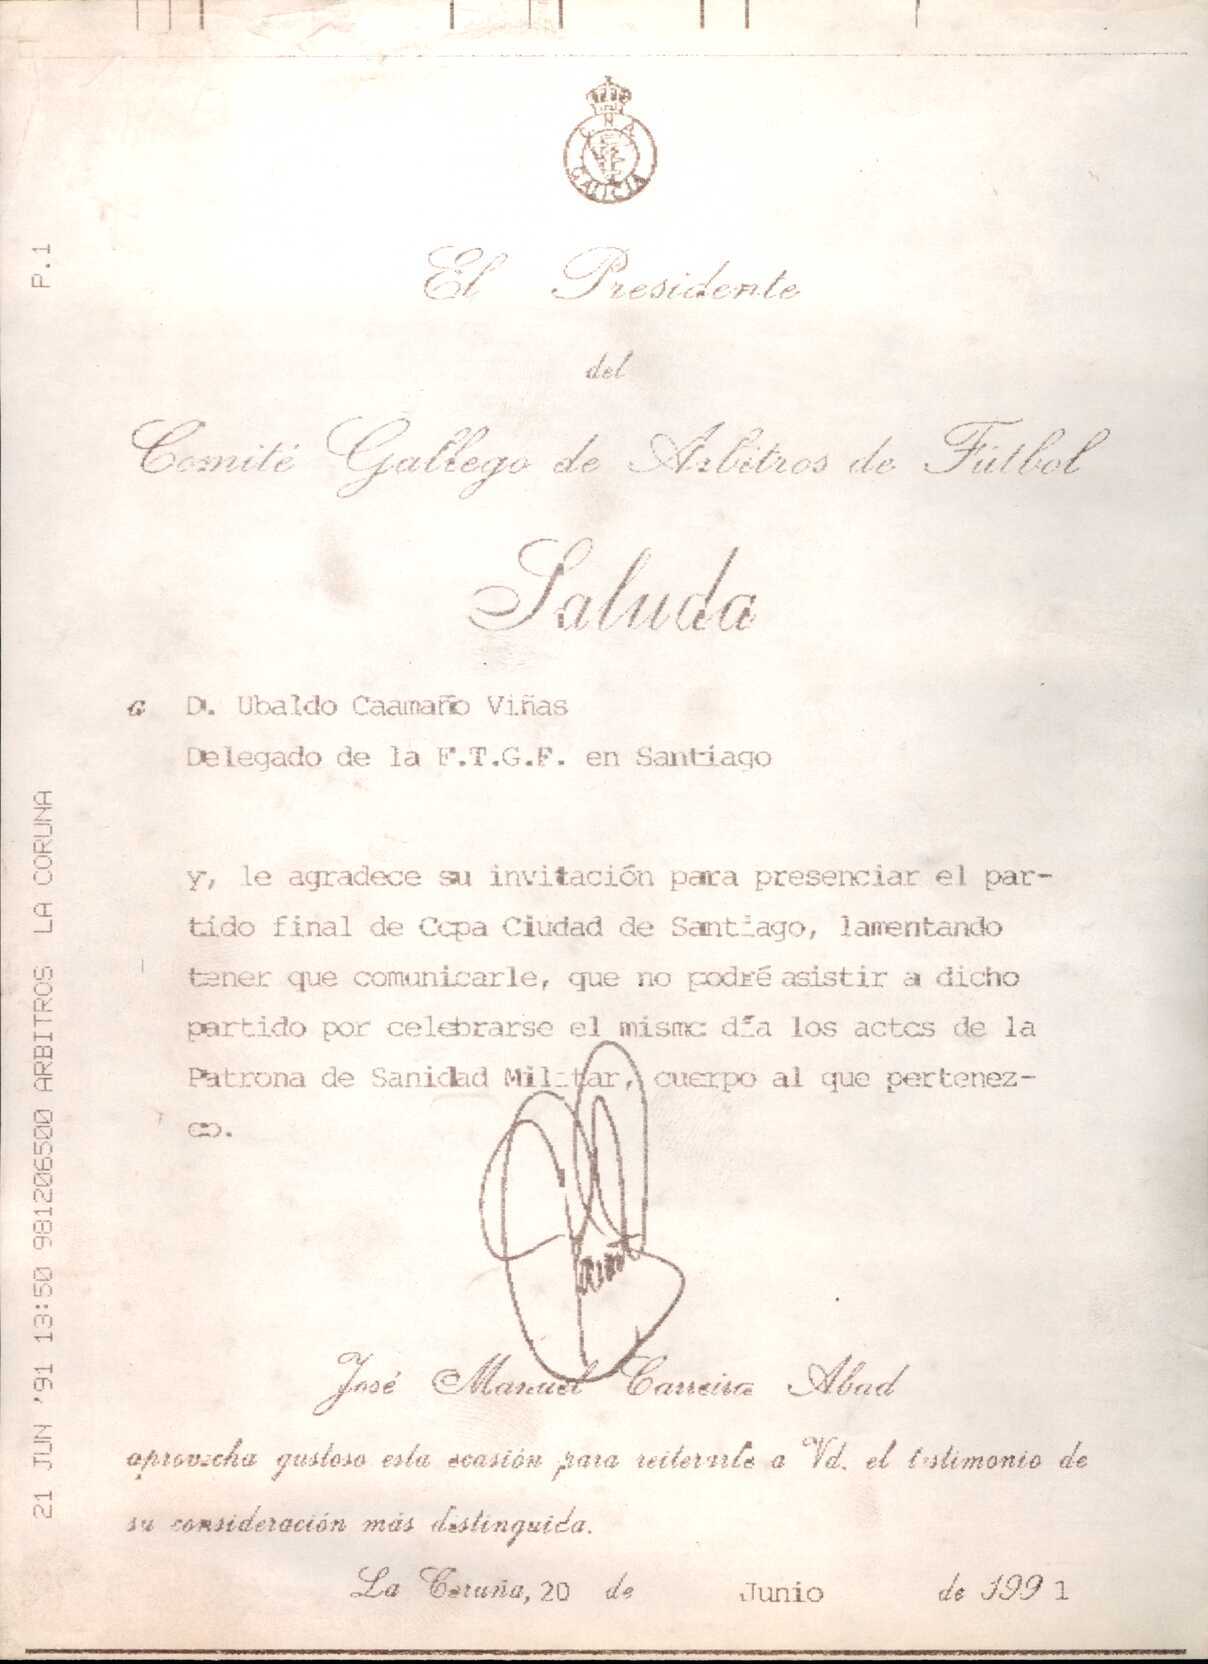 C N A
GALICIA
El Presidente
del
Comité Gallego de Arbitros de Fútbol
Saluda
a D. Ubaldo Caamaño Viñas
Delegado de la F.T.G.F. en Santiago
y, le agradece su invitación para presenciar el par-
tido final de Copa Ciudad de Santiago, lamentando
tener que comunicarle, que no podré asistir a dicho
partido por celebrarse el mismo día los actos de la
Patrona de Sanidad Militar, cuerpo al que pertenez-
co.
José Manuel Carreira Abad
aprovecha gustoso esta ocasión para reiterarle a Vd. el testimonio de
su consideración más distinguida.
La Coruña, 20 de Junio de 1991
21 JUN '91 13:50 981206500 ARBITROS LA CORUNA P.1